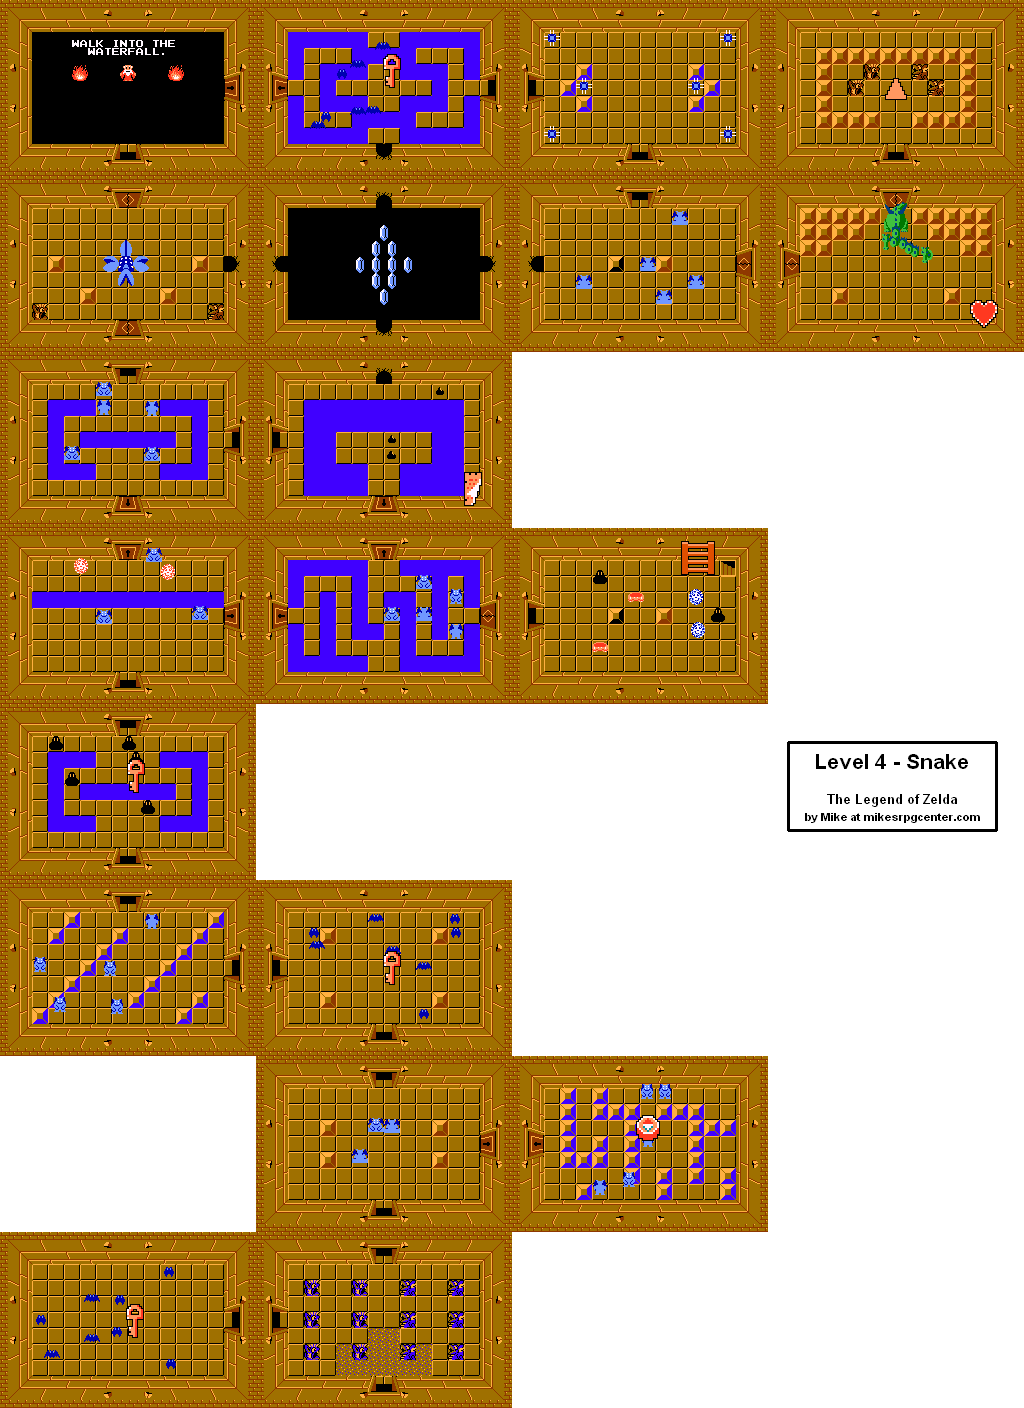 WALK INTO THE
WATERFALL.
Level 4 - Snake
The Legend of Zelda
by Mike at mikesrpgcenter.com